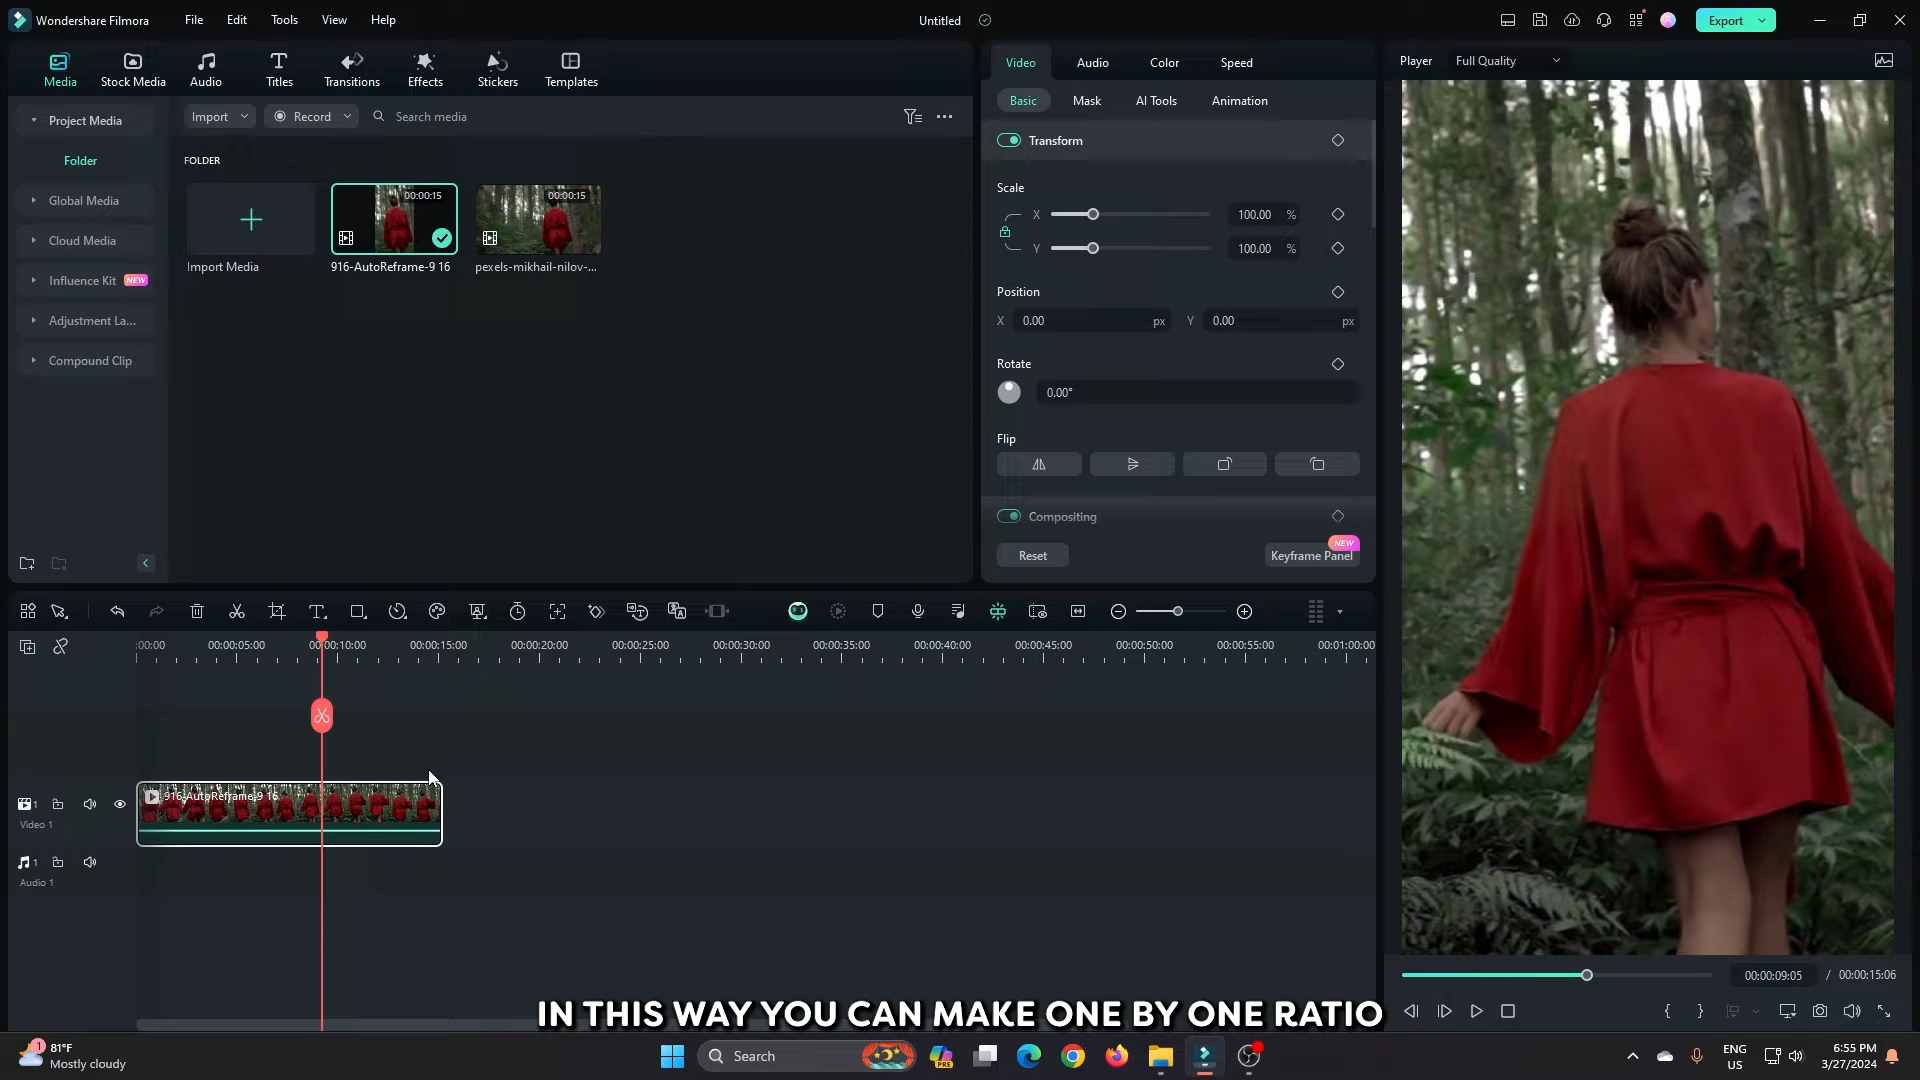 Wondershare Filmora
File Edit Tools View Help
Untitled
Export
Media Stock Media Audio Titles Transitions Effects Stickers Templates
Video Audio Color Speed
Player Full Quality
Basic Mask AI Tools Animation
Project Media
Folder
Global Media
Cloud Media
Influence Kit NEW
Adjustment La...
Compound Clip
Import Record Search media
FOLDER
00:00:15
00:00:15
Import Media
916-AutoReframe-9 16
pexels-mikhail-nilov-...
Transform
Scale
X 100.00 %
Y 100.00 %
Position
X 0.00 px Y 0.00 px
Rotate
0.00°
Flip
Compositing
Reset
NEW
Keyframe Panel
:00:00 00:00:05:00 00:00:10:00 00:00:15:00 00:00:20:00 00:00:25:00 00:00:30:00 00:00:35:00 00:00:40:00 00:00:45:00 00:00:50:00 00:00:55:00 00:01:00:00
916-AutoReframe-9 16
1
Video 1
1
Audio 1
00:00:09:05 / 00:00:15:06
IN THIS WAY YOU CAN MAKE ONE BY ONE RATIO
1
81°F
Mostly cloudy
Search
PRE
ENG
US
6:55 PM
3/27/2024